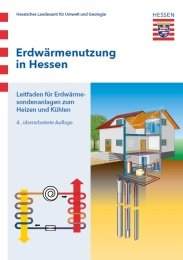 Hessisches Landesamt für Umwelt und Geologie
HESSEN
Erdwärmenutzung
in Hessen
Leitfaden für Erdwärme-
sondenanlagen zum
Heizen und Kühlen
4., überarbeitete Auflage